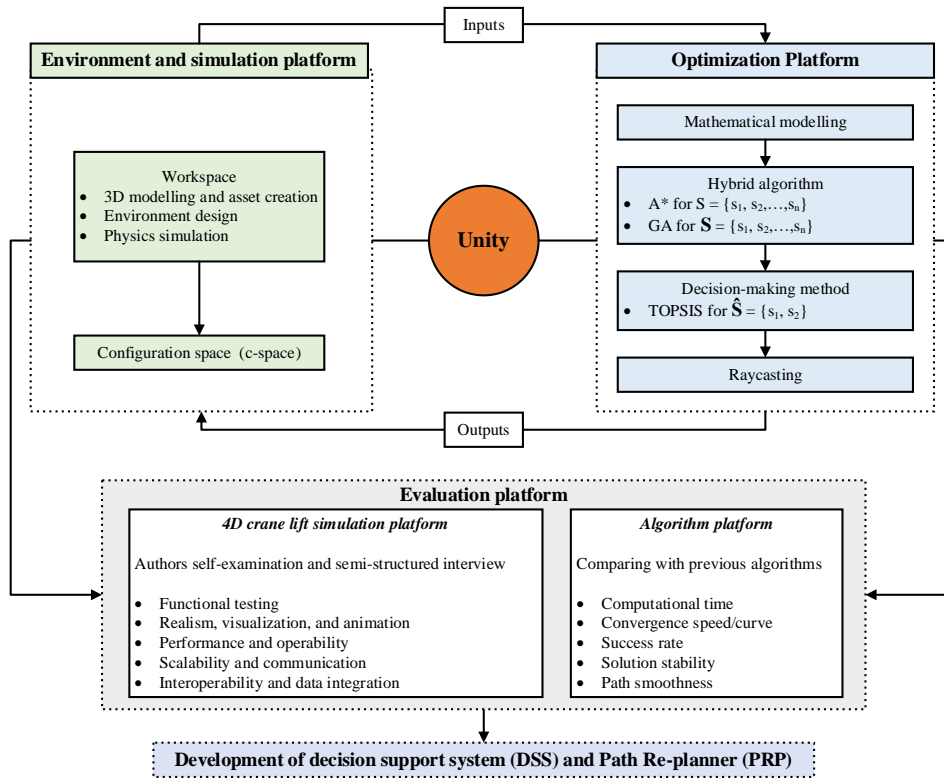 Inputs
Environment and simulation platform
Optimization Platform
Workspace
• 3D modelling and asset creation
• Environment design
• Physics simulation
Configuration space (c-space)
Unity
Mathematical modelling
Hybrid algorithm
• A* for S = {s₁, s₂,…,sₙ}
• GA for 𝐒 = {s₁, s₂,…,sₙ}
Decision-making method
• TOPSIS for 𝐒̂ = {s₁, s₂}
Raycasting
Outputs
Evaluation platform
4D crane lift simulation platform
Authors self-examination and semi-structured interview
• Functional testing
• Realism, visualization, and animation
• Performance and operability
• Scalability and communication
• Interoperability and data integration
Algorithm platform
Comparing with previous algorithms
• Computational time
• Convergence speed/curve
• Success rate
• Solution stability
• Path smoothness
Development of decision support system (DSS) and Path Re-planner (PRP)